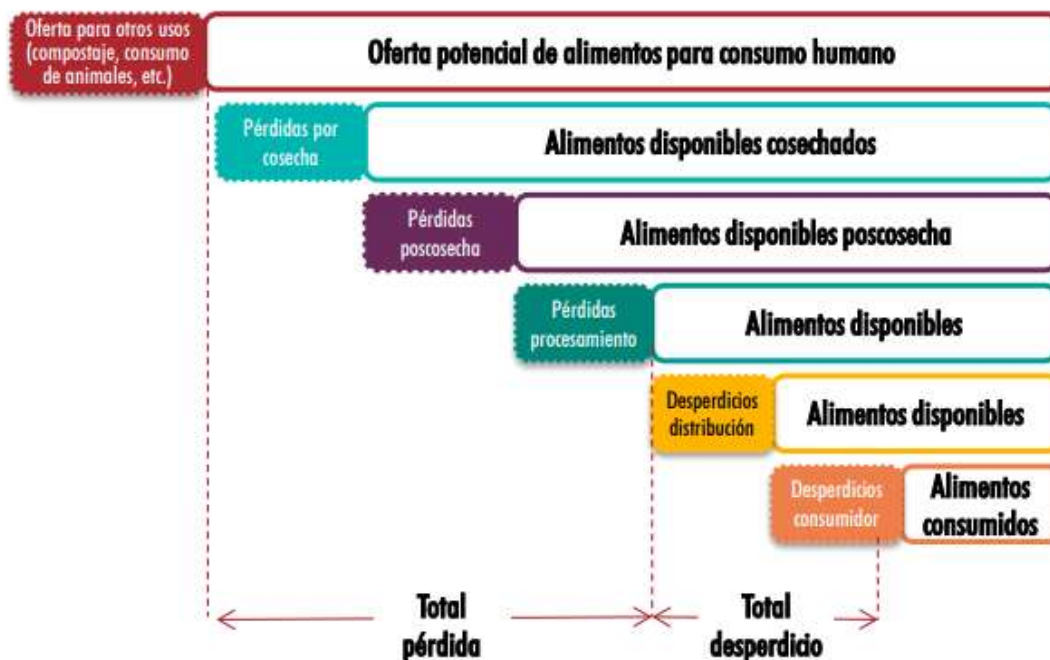 Oferta para otros usos
(compostaje, consumo
de animales, etc.)
Oferta potencial de alimentos para consumo humano
Pérdidas por
cosecha
Alimentos disponibles cosechados
Pérdidas
poscosecha
Alimentos disponibles poscosecha
Pérdidas
procesamiento
Alimentos disponibles
Desperdicios
distribución
Alimentos disponibles
Desperdicios
consumidor
Alimentos
consumidos
Total
pérdida
Total
desperdicio